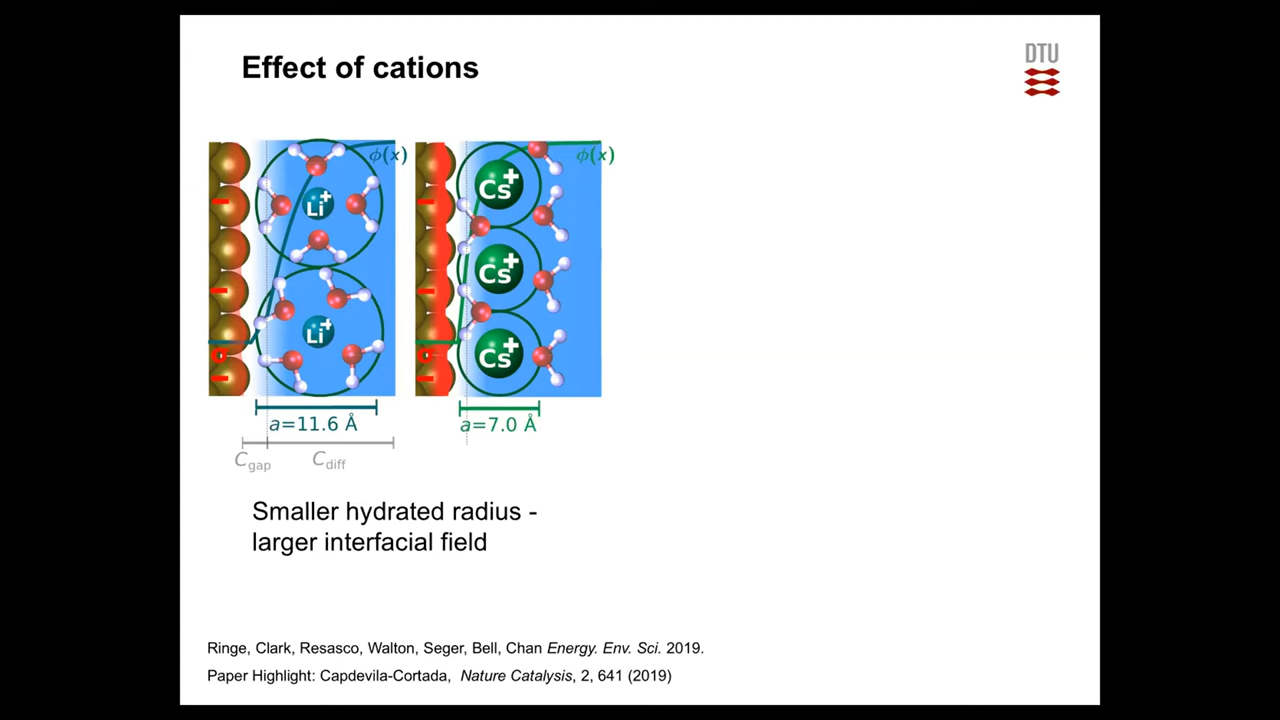 Effect of cations
DTU
ϕ(x)
ϕ(x)
Li+
Cs+
Cs+
Li+
Cs+
σ
σ
a=11.6 Å
a=7.0 Å
Cgap
Cdiff
Smaller hydrated radius -
larger interfacial field
Ringe, Clark, Resasco, Walton, Seger, Bell, Chan Energy. Env. Sci. 2019.
Paper Highlight: Capdevila-Cortada, Nature Catalysis, 2, 641 (2019)